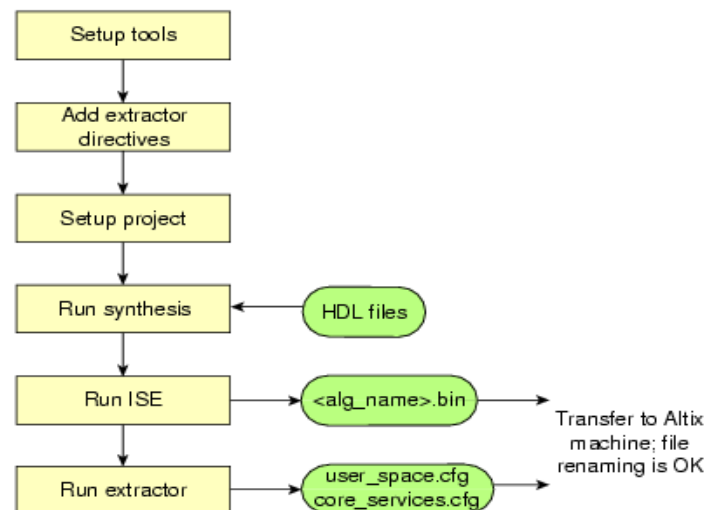 Setup tools
Add extractor
directives
Setup project
Run synthesis
HDL files
Run ISE
<alg_name>.bin
Transfer to Altix
machine; file
renaming is OK
Run extractor
user_space.cfg
core_services.cfg